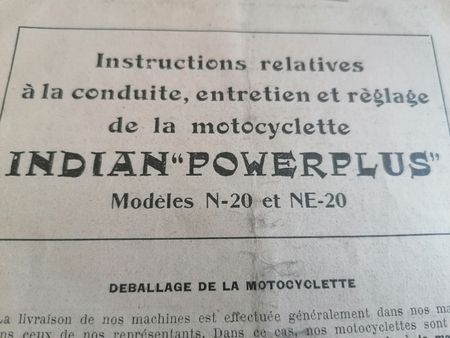 Instructions relatives
à la conduite, entretien et règlage
de la motocyclette
INDIAN “POWERPLUS”
Modèles N-20 et NE-20
DEBALLAGE DE LA MOTOCYCLETTE
La livraison de nos machines est effectuée généralement dans nos
ceux de nos représentants. Dans ce cas, nos motocyclettes sont